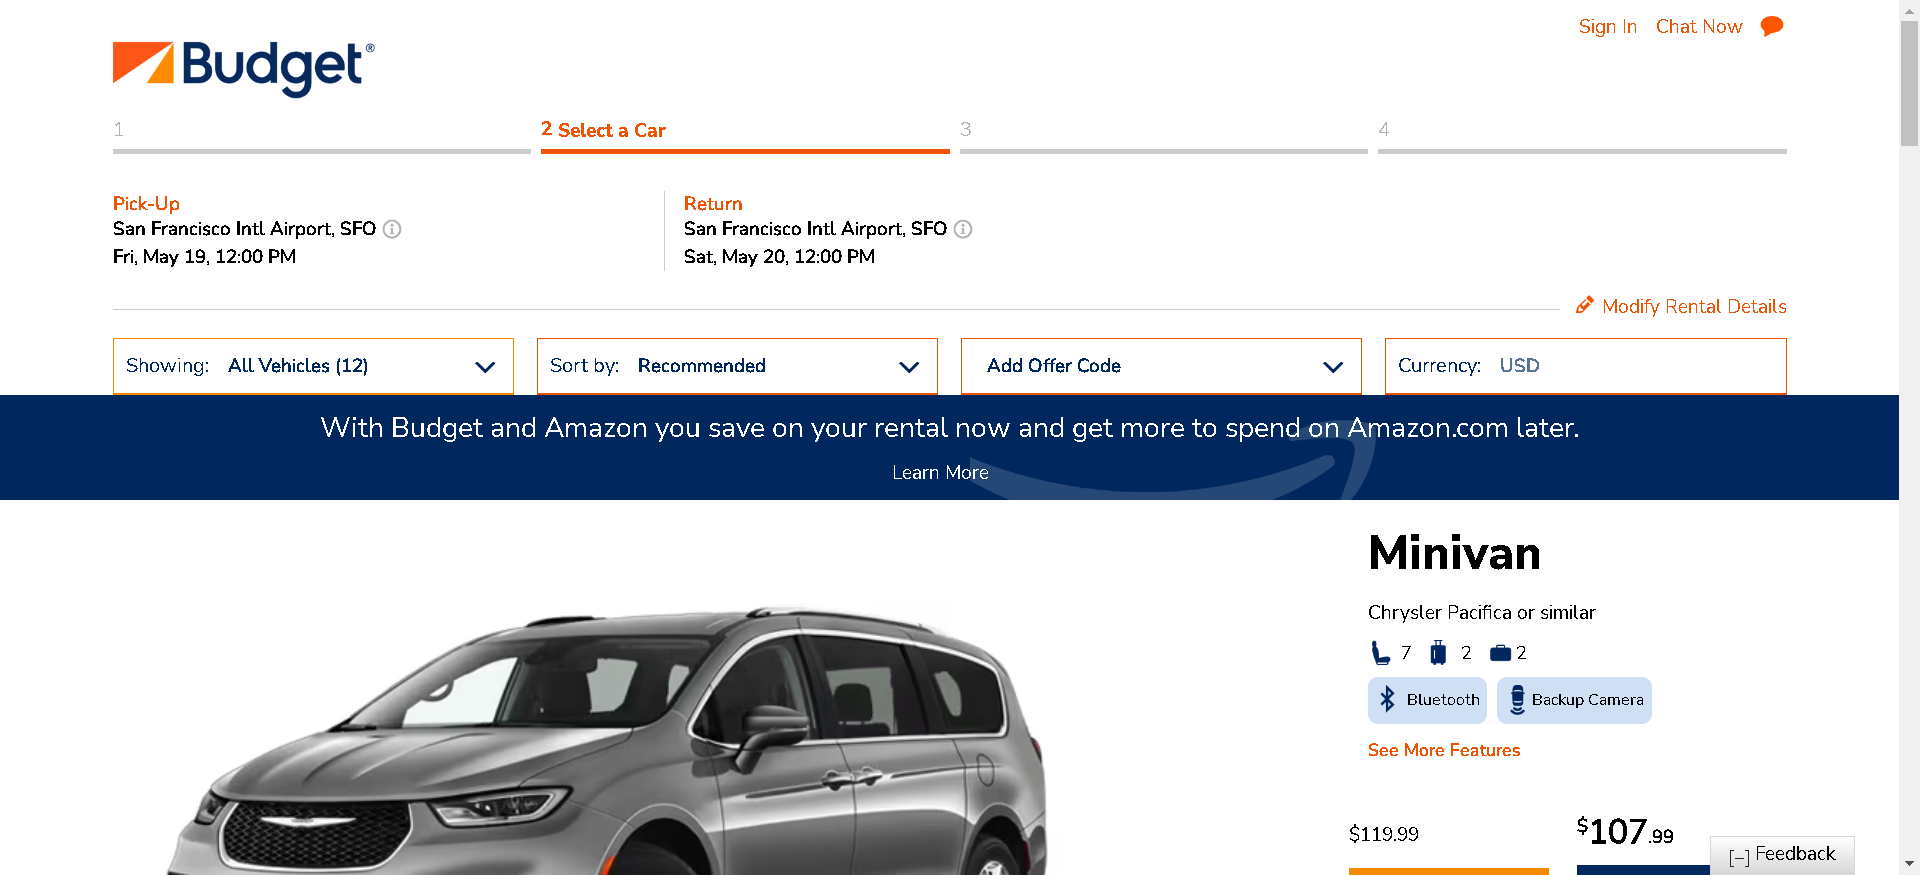 Sign In Chat Now
Budget®
1 2 Select a Car 3 4
Pick-Up
San Francisco Intl Airport, SFO
Fri, May 19, 12:00 PM
Return
San Francisco Intl Airport, SFO
Sat, May 20, 12:00 PM
Modify Rental Details
Showing: All Vehicles (12)
Sort by: Recommended
Add Offer Code
Currency: USD
With Budget and Amazon you save on your rental now and get more to spend on Amazon.com later.
Learn More
Minivan
Chrysler Pacifica or similar
7 2 2
Bluetooth Backup Camera
See More Features
$119.99 $107.99
[-] Feedback